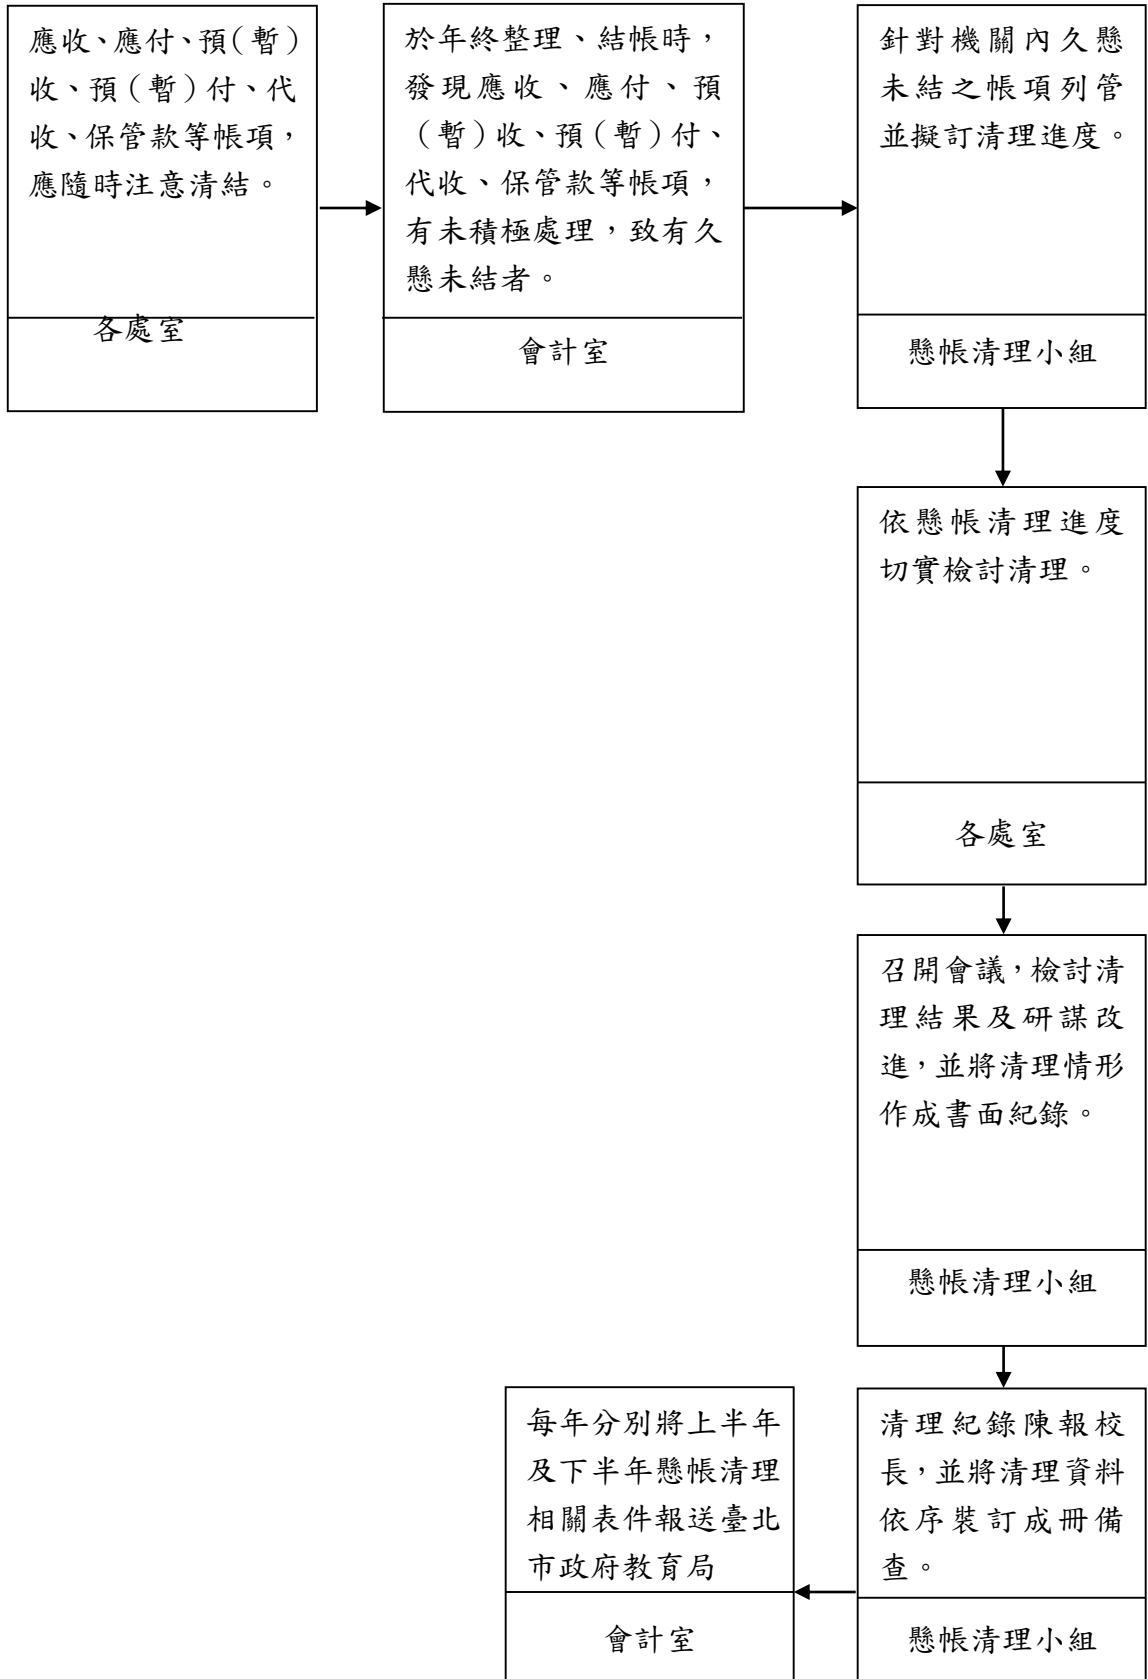 應收、應付、預(暫)
收、預(暫)付、代
收、保管款等帳項,
應隨時注意清結。
各處室
於年終整理、結帳時,
發現應收、應付、預
(暫)收、預(暫)付、
代收、保管款等帳項,
有未積極處理,致有久
懸未結者。
會計室
針對機關內久懸
未結之帳項列管
並擬訂清理進度。
懸帳清理小組
依懸帳清理進度
切實檢討清理。
各處室
召開會議,檢討清
理結果及研謀改
進,並將清理情形
作成書面紀錄。
懸帳清理小組
清理紀錄陳報校
長,並將清理資料
依序裝訂成冊備
查。
懸帳清理小組
每年分別將上半年
及下半年懸帳清理
相關表件報送臺北
市政府教育局
會計室